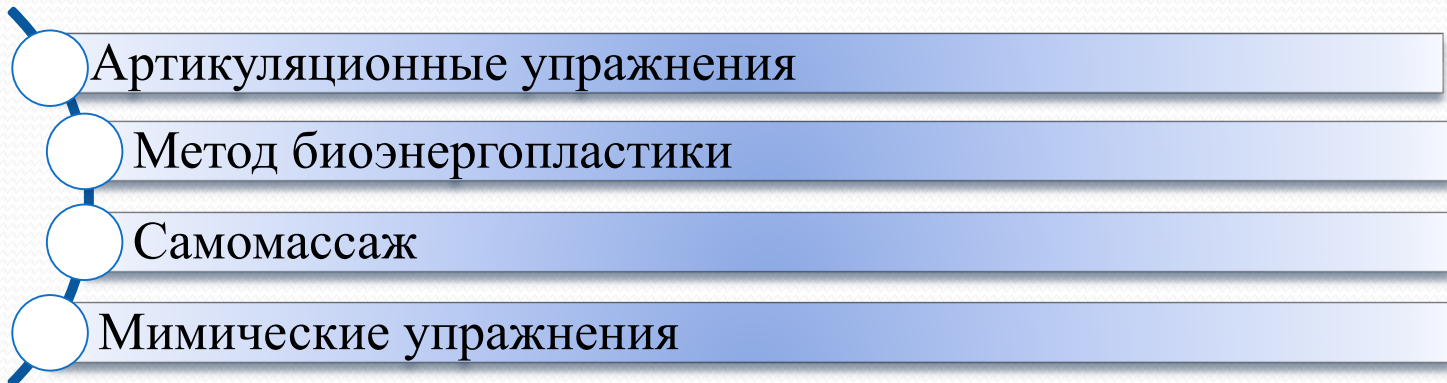 Артикуляционные упражнения
Метод биоэнергопластики
Самомассаж
Мимические упражнения